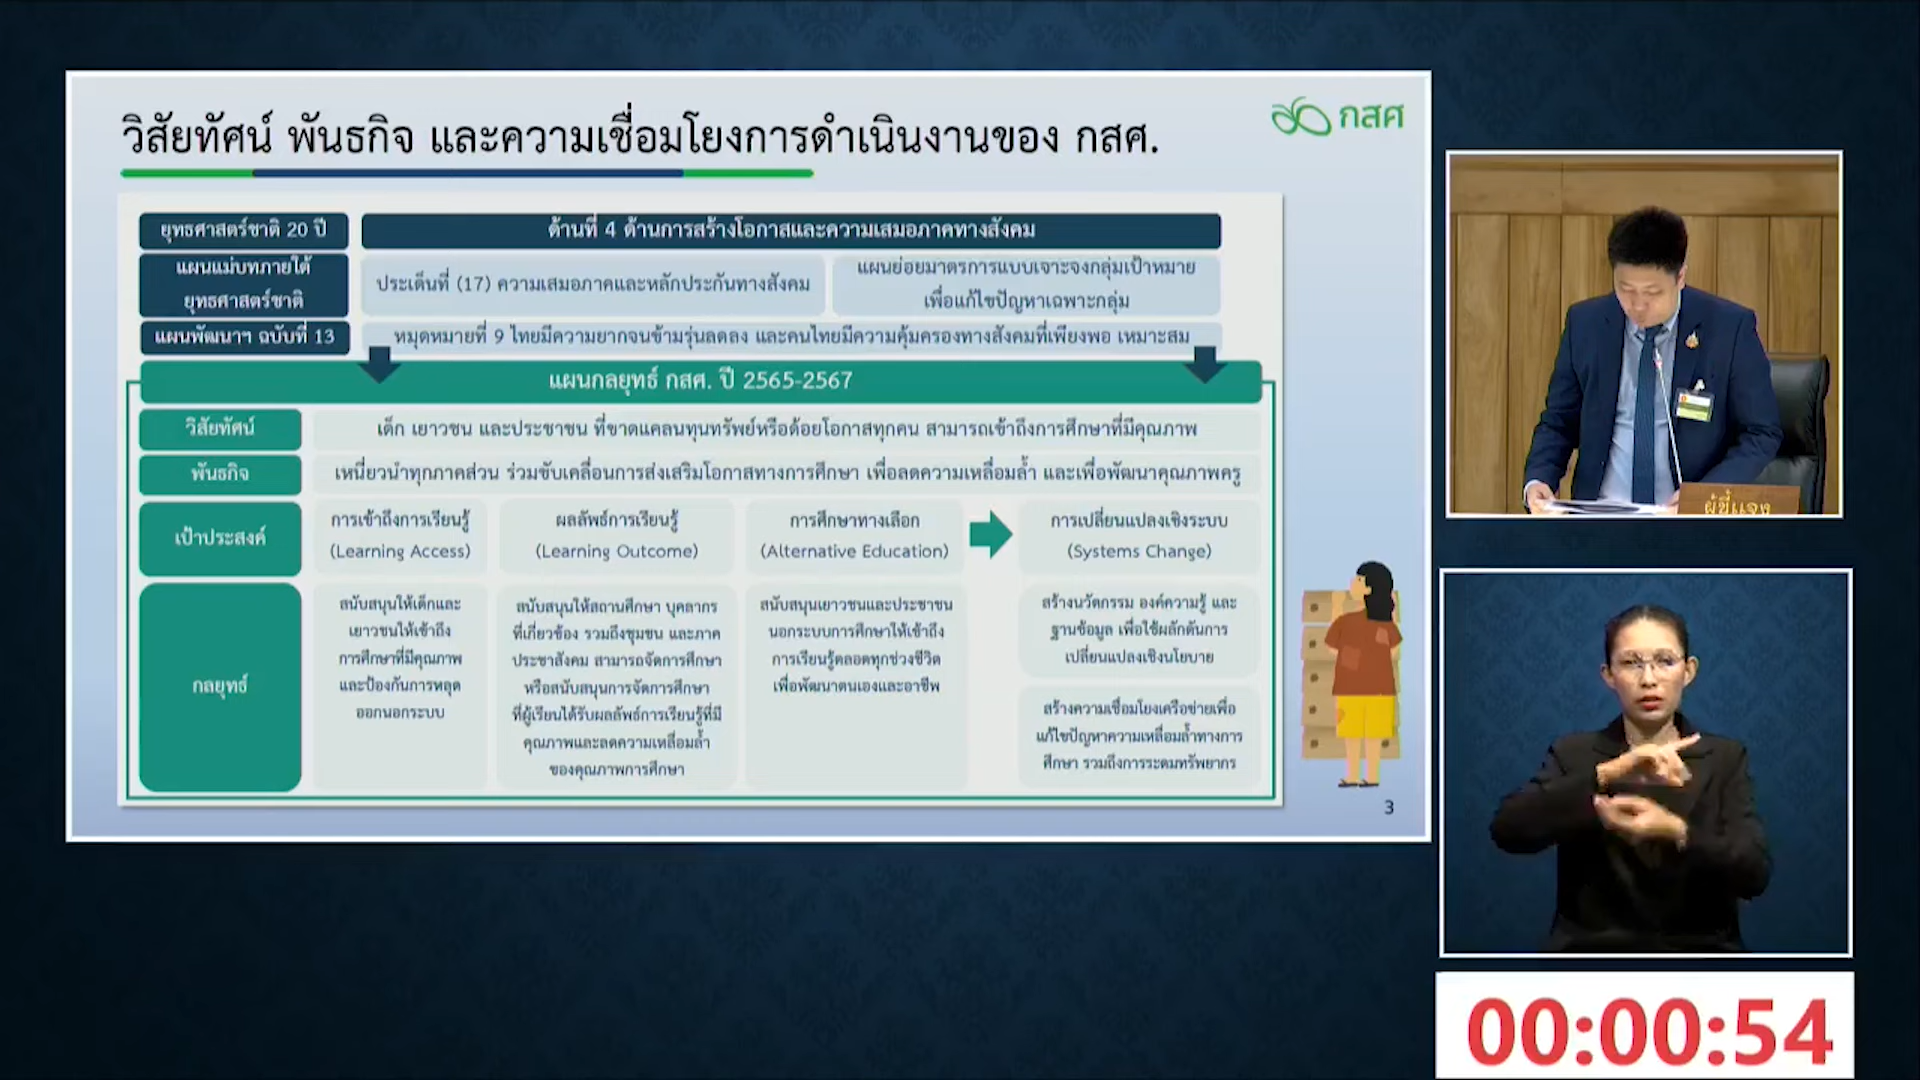 วิสัยทัศน์ พันธกิจ และความเชื่อมโยงการดำเนินงานของ กสศ.
กสศ
ยุทธศาสตร์ชาติ 20 ปี
ด้านที่ 4 ด้านการสร้างโอกาสและความเสมอภาคทางสังคม
แผนแม่บทภายใต้
ยุทธศาสตร์ชาติ
ประเด็นที่ (17) ความเสมอภาคและหลักประกันทางสังคม
แผนย่อยมาตรการแบบเจาะจงกลุ่มเป้าหมาย
เพื่อแก้ไขปัญหาเฉพาะกลุ่ม
แผนพัฒนาฯ ฉบับที่ 13
หมุดหมายที่ 9 ไทยมีความยากจนข้ามรุ่นลดลง และคนไทยมีความคุ้มครองทางสังคมที่เพียงพอ เหมาะสม
แผนกลยุทธ์ กสศ. ปี 2565-2567
วิสัยทัศน์
เด็ก เยาวชน และประชาชน ที่ขาดแคลนทุนทรัพย์หรือด้อยโอกาสทุกคน สามารถเข้าถึงการศึกษาที่มีคุณภาพ
พันธกิจ
เหนี่ยวนำทุกภาคส่วน ร่วมขับเคลื่อนการส่งเสริมโอกาสทางการศึกษา เพื่อลดความเหลื่อมล้ำ และเพื่อพัฒนาคุณภาพครู
เป้าประสงค์
การเข้าถึงการเรียนรู้
(Learning Access)
ผลลัพธ์การเรียนรู้
(Learning Outcome)
การศึกษาทางเลือก
(Alternative Education)
การเปลี่ยนแปลงเชิงระบบ
(Systems Change)
กลยุทธ์
สนับสนุนให้เด็กและ
เยาวชนให้เข้าถึง
การศึกษาที่มีคุณภาพ
และป้องกันการหลุด
ออกนอกระบบ
สนับสนุนให้สถานศึกษา บุคลากร
ที่เกี่ยวข้อง รวมถึงชุมชน และภาค
ประชาสังคม สามารถจัดการศึกษา
หรือสนับสนุนการจัดการศึกษา
ที่ผู้เรียนได้รับผลลัพธ์การเรียนรู้ที่มี
คุณภาพและลดความเหลื่อมล้ำ
ของคุณภาพการศึกษา
สนับสนุนเยาวชนและประชาชน
นอกระบบการศึกษาให้เข้าถึง
การเรียนรู้ตลอดทุกช่วงชีวิต
เพื่อพัฒนาตนเองและอาชีพ
สร้างนวัตกรรม องค์ความรู้ และ
ฐานข้อมูล เพื่อใช้ผลักดันการ
เปลี่ยนแปลงเชิงนโยบาย
สร้างความเชื่อมโยงเครือข่ายเพื่อ
แก้ไขปัญหาความเหลื่อมล้ำทางการ
ศึกษา รวมถึงการระดมทรัพยากร
3
ผู้ชี้แจง
00:00:54